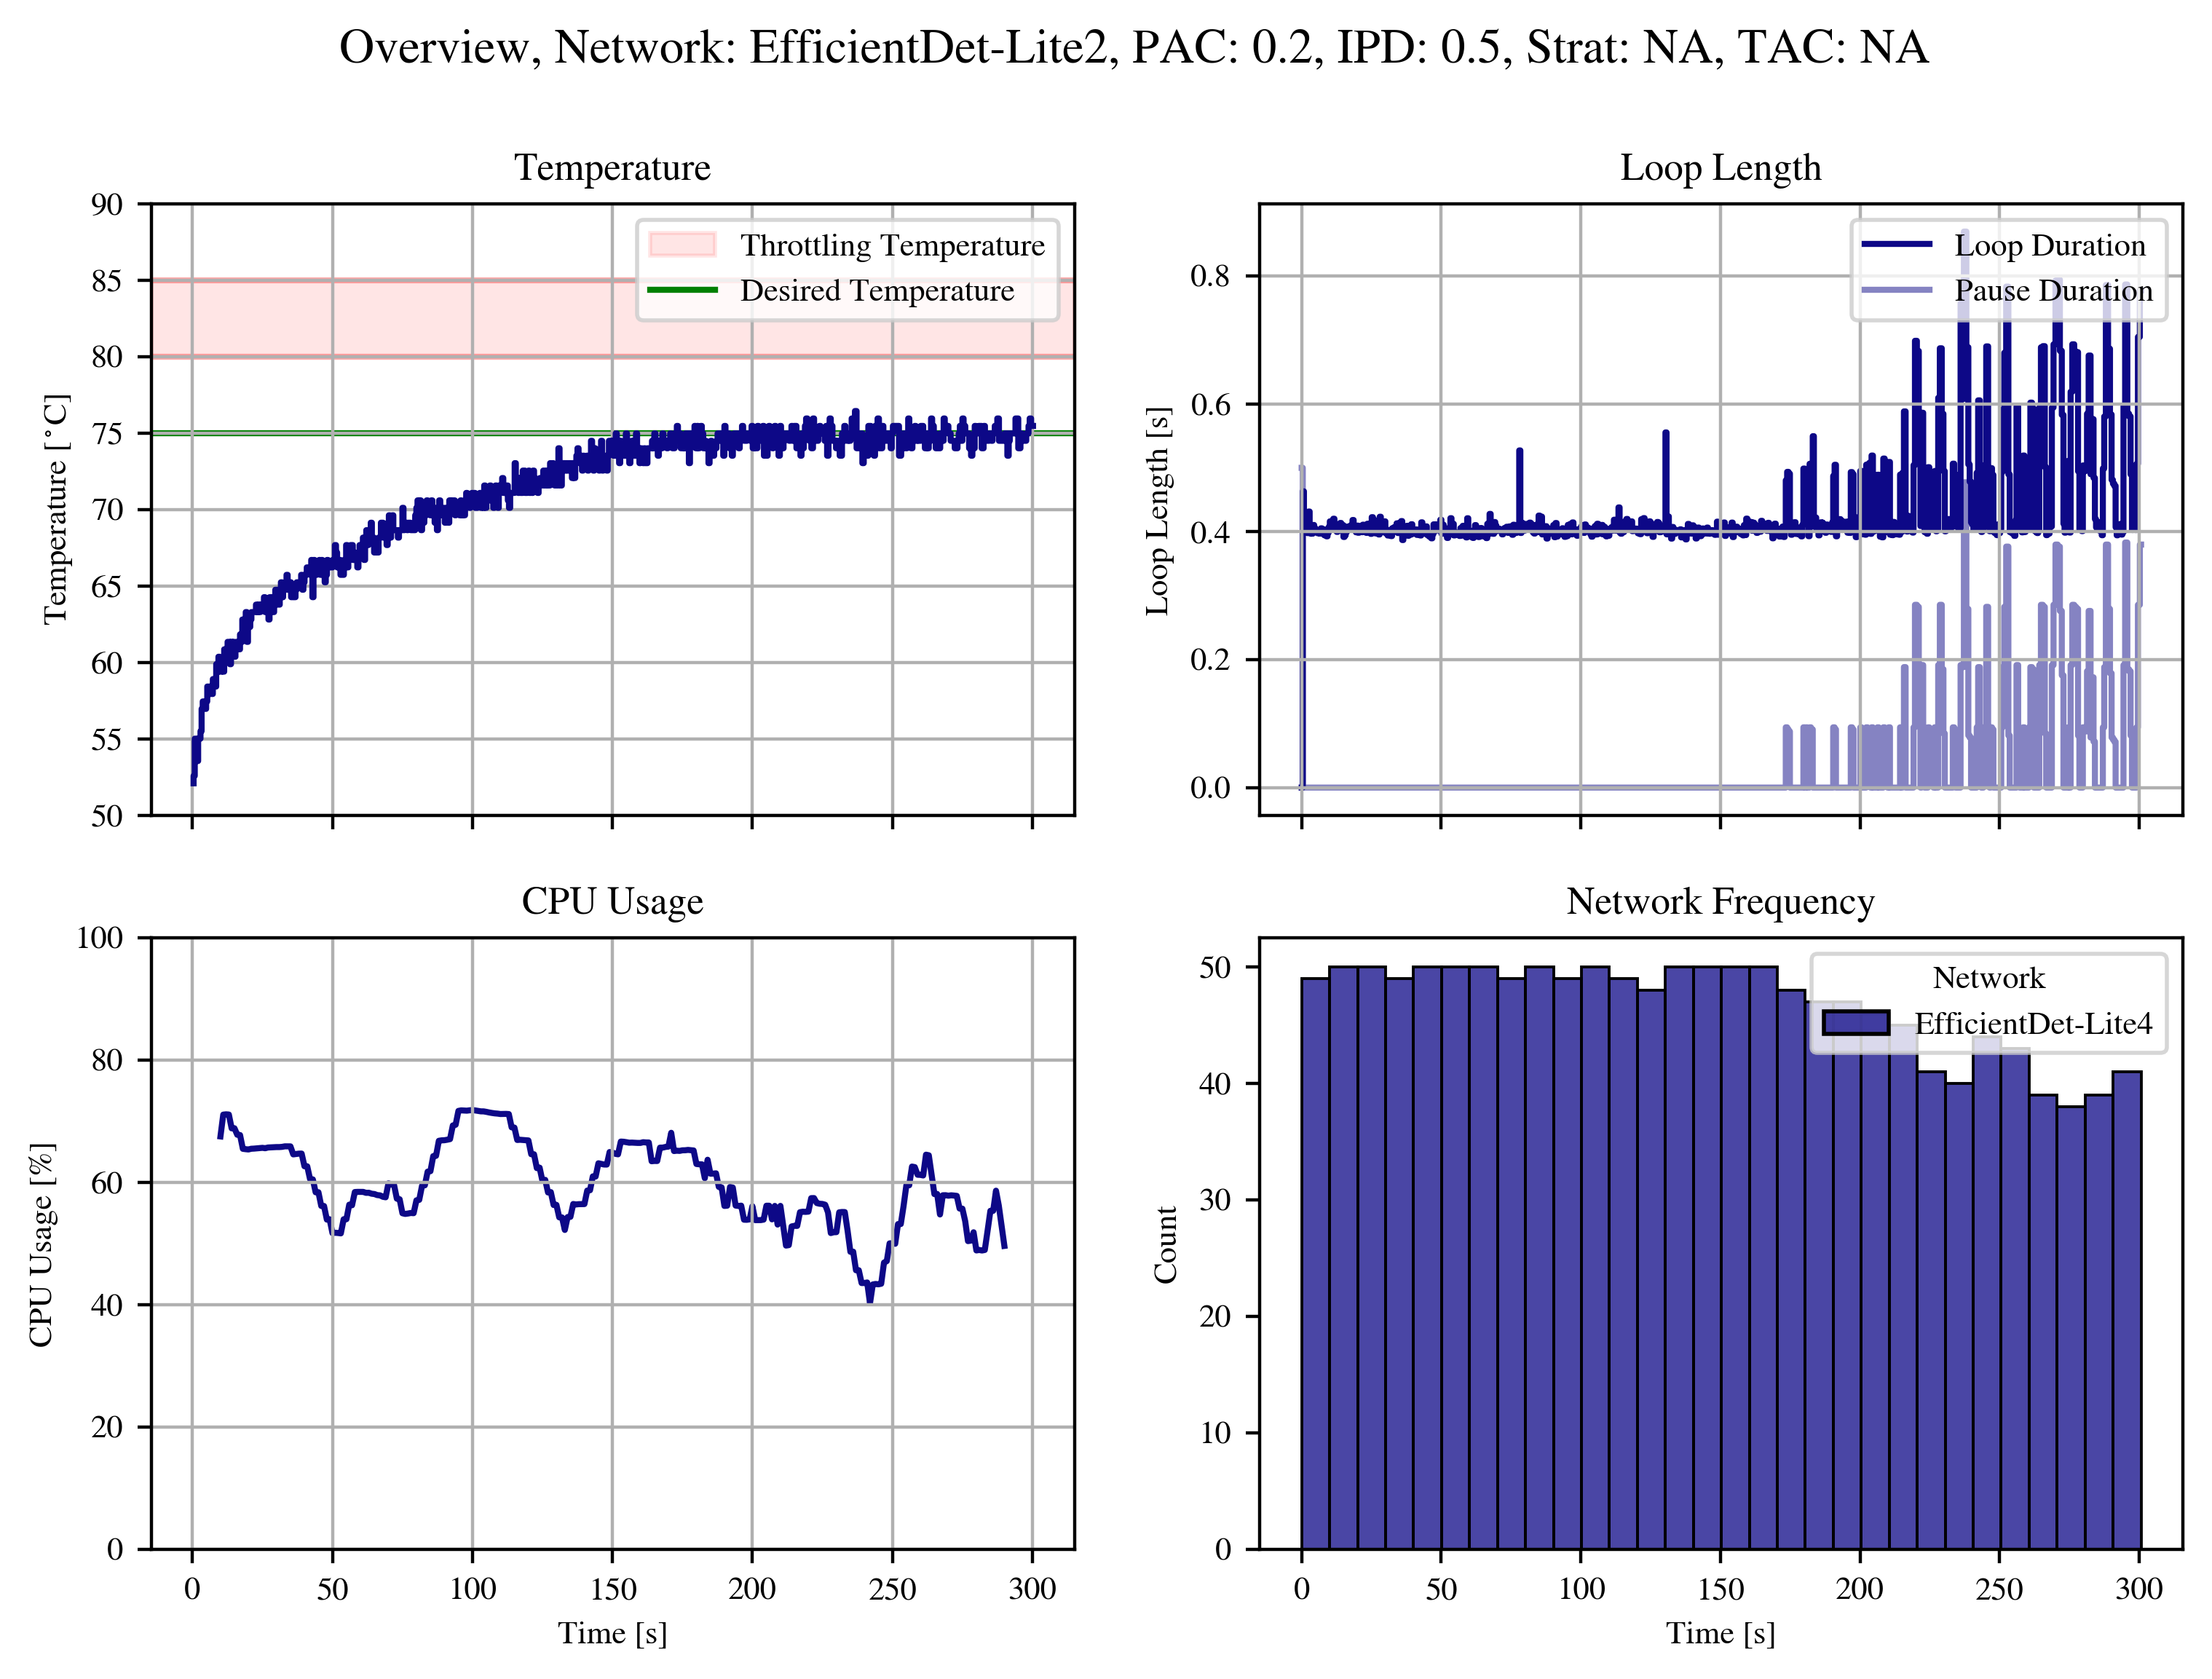 Overview, Network: EfficientDet-Lite2, PAC: 0.2, IPD: 0.5, Strat: NA, TAC: NA
Temperature
90
85
80
75
70
65
60
55
50
Temperature [°C]
Throttling Temperature
Desired Temperature
Loop Length
0.8
0.6
0.4
0.2
0.0
Loop Length [s]
Loop Duration
Pause Duration
CPU Usage
100
80
60
40
20
0
CPU Usage [%]
0 50 100 150 200 250 300
Time [s]
Network Frequency
50
40
30
20
10
0
Count
Network
EfficientDet-Lite4
0 50 100 150 200 250 300
Time [s]